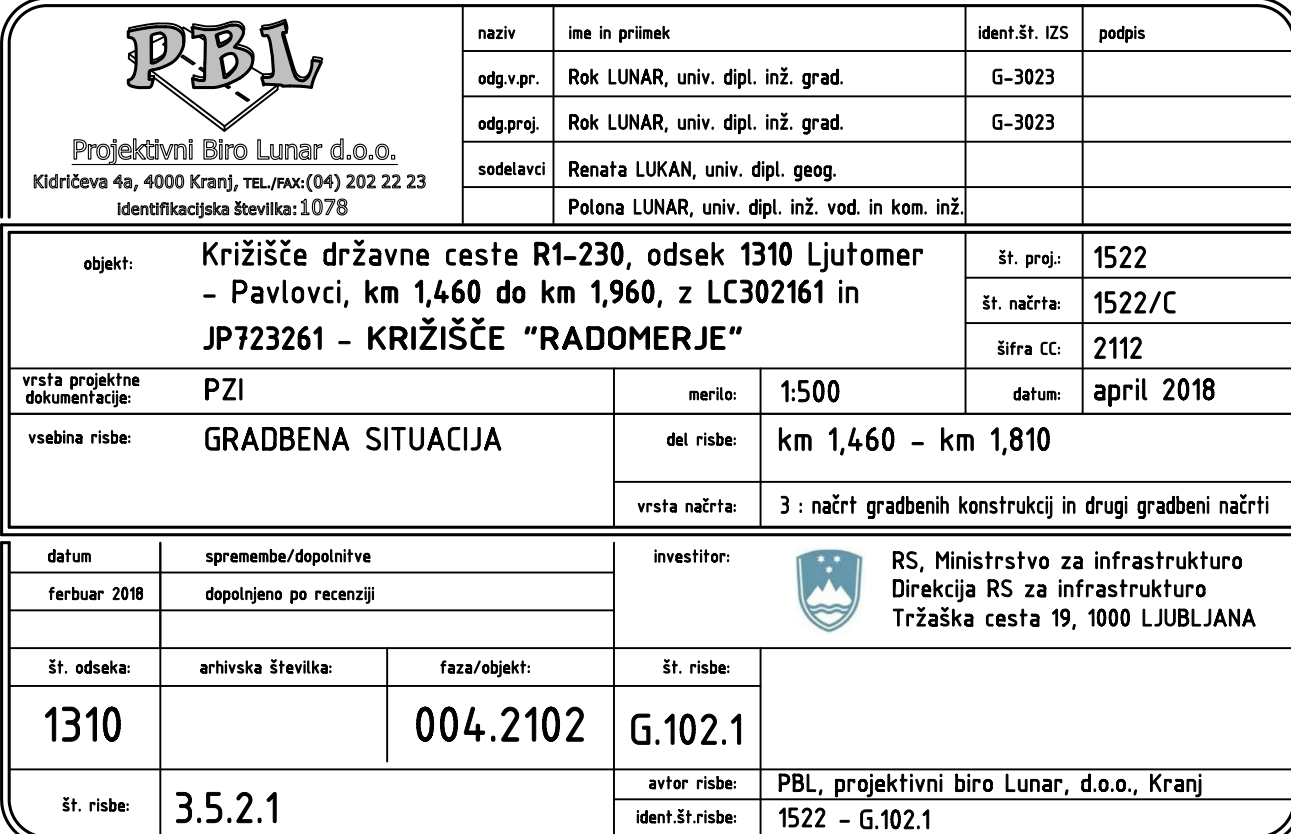 PBL
Projektivni Biro Lunar d.o.o.
Kidričeva 4a, 4000 Kranj, TEL./FAX:(04) 202 22 23
identifikacijska številka:1078
naziv ime in priimek ident.št. IZS podpis
odg.v.pr. Rok LUNAR, univ. dipl. inž. grad. G-3023
odg.proj. Rok LUNAR, univ. dipl. inž. grad. G-3023
sodelavci Renata LUKAN, univ. dipl. geog.
Polona LUNAR, univ. dipl. inž. vod. in kom. inž.
objekt: Križišče državne ceste R1-230, odsek 1310 Ljutomer
- Pavlovci, km 1,460 do km 1,960, z LC302161 in
JP723261 - KRIŽIŠČE "RADOMERJE"
št. proj.: 1522
št. načrta: 1522/C
šifra CC: 2112
vrsta projektne
dokumentacije: PZI
merilo: 1:500
datum: april 2018
vsebina risbe: GRADBENA SITUACIJA
del risbe: km 1,460 - km 1,810
vrsta načrta: 3 : načrt gradbenih konstrukcij in drugi gradbeni načrti
datum spremembe/dopolnitve
ferbuar 2018 dopolnjeno po recenziji
investitor: RS, Ministrstvo za infrastrukturo
Direkcija RS za infrastrukturo
Tržaška cesta 19, 1000 LJUBLJANA
št. odseka: arhivska številka: faza/objekt: št. risbe:
1310 004.2102 G.102.1
št. risbe: 3.5.2.1
avtor risbe: PBL, projektivni biro Lunar, d.o.o., Kranj
ident.št.risbe: 1522 - G.102.1